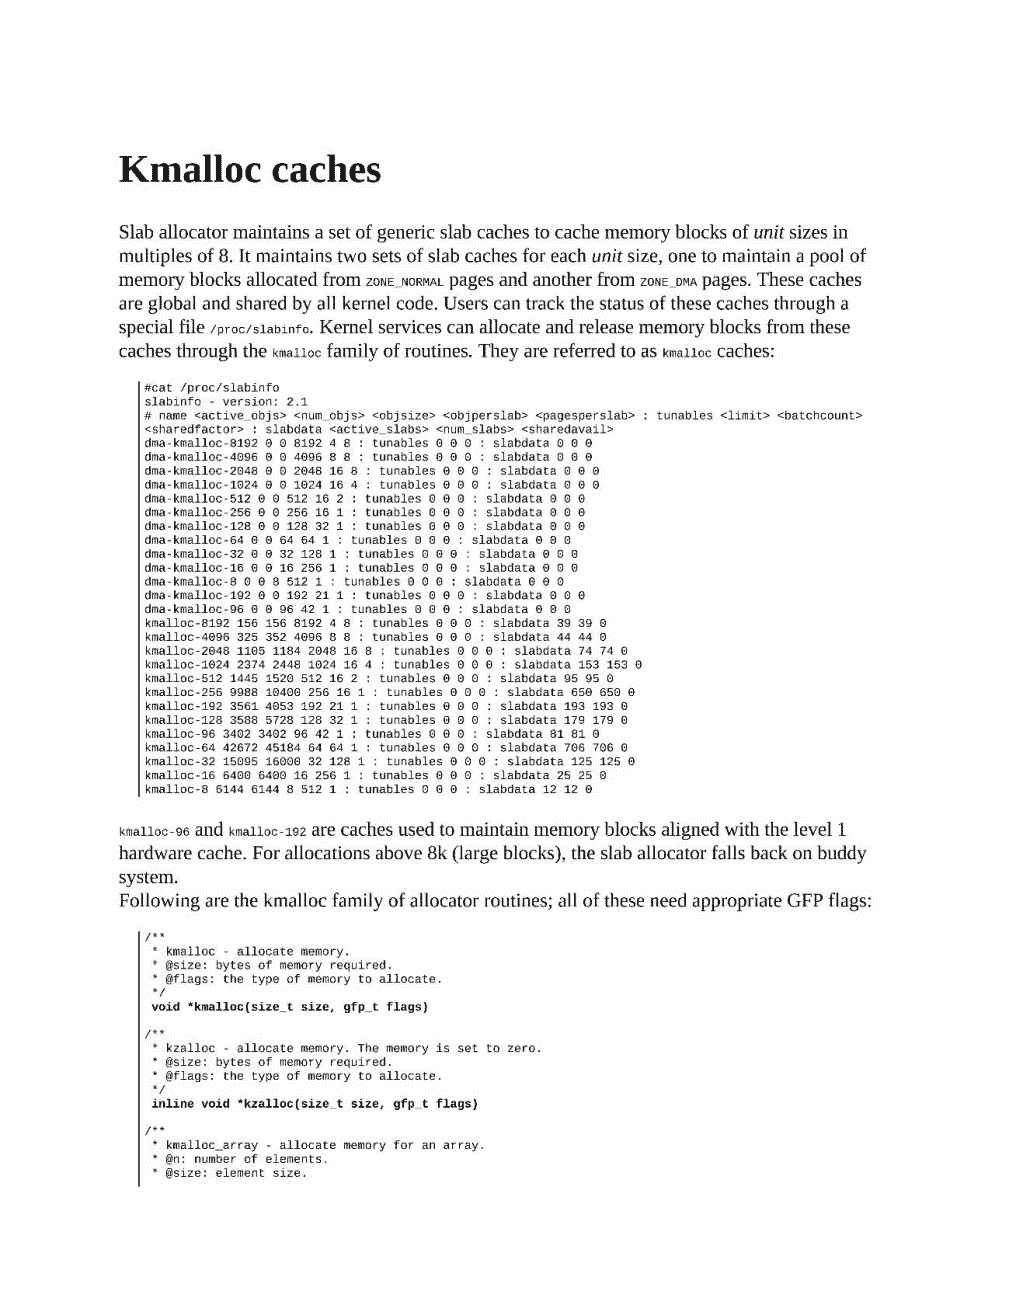 Kmalloc caches
Slab allocator maintains a set of generic slab caches to cache memory blocks of unit sizes in
multiples of 8. It maintains two sets of slab caches for each unit size, one to maintain a pool of
memory blocks allocated from ZONE_NORMAL pages and another from ZONE_DMA pages. These caches
are global and shared by all kernel code. Users can track the status of these caches through a
special file /proc/slabinfo. Kernel services can allocate and release memory blocks from these
caches through the kmalloc family of routines. They are referred to as kmalloc caches:
#cat /proc/slabinfo
slabinfo - version: 2.1
# name <active_objs> <num_objs> <objsize> <objperslab> <pagesperslab> : tunables <limit> <batchcount>
<sharedfactor> : slabdata <active_slabs> <num_slabs> <sharedavail>
dma-kmalloc-8192 0 0 8192 4 8 : tunables 0 0 0 : slabdata 0 0 0
dma-kmalloc-4096 0 0 4096 8 8 : tunables 0 0 0 : slabdata 0 0 0
dma-kmalloc-2048 0 0 2048 16 8 : tunables 0 0 0 : slabdata 0 0 0
dma-kmalloc-1024 0 0 1024 16 4 : tunables 0 0 0 : slabdata 0 0 0
dma-kmalloc-512 0 0 512 16 2 : tunables 0 0 0 : slabdata 0 0 0
dma-kmalloc-256 0 0 256 16 1 : tunables 0 0 0 : slabdata 0 0 0
dma-kmalloc-128 0 0 128 32 1 : tunables 0 0 0 : slabdata 0 0 0
dma-kmalloc-64 0 0 64 64 1 : tunables 0 0 0 : slabdata 0 0 0
dma-kmalloc-32 0 0 32 128 1 : tunables 0 0 0 : slabdata 0 0 0
dma-kmalloc-16 0 0 16 256 1 : tunables 0 0 0 : slabdata 0 0 0
dma-kmalloc-8 0 0 8 512 1 : tunables 0 0 0 : slabdata 0 0 0
dma-kmalloc-192 0 0 192 21 1 : tunables 0 0 0 : slabdata 0 0 0
dma-kmalloc-96 0 0 96 42 1 : tunables 0 0 0 : slabdata 0 0 0
kmalloc-8192 156 156 8192 4 8 : tunables 0 0 0 : slabdata 39 39 0
kmalloc-4096 325 352 4096 8 8 : tunables 0 0 0 : slabdata 44 44 0
kmalloc-2048 1105 1184 2048 16 8 : tunables 0 0 0 : slabdata 74 74 0
kmalloc-1024 2374 2448 1024 16 4 : tunables 0 0 0 : slabdata 153 153 0
kmalloc-512 1445 1520 512 16 2 : tunables 0 0 0 : slabdata 95 95 0
kmalloc-256 9988 10400 256 16 1 : tunables 0 0 0 : slabdata 650 650 0
kmalloc-192 3561 4053 192 21 1 : tunables 0 0 0 : slabdata 193 193 0
kmalloc-128 3588 5728 128 32 1 : tunables 0 0 0 : slabdata 179 179 0
kmalloc-96 3402 3402 96 42 1 : tunables 0 0 0 : slabdata 81 81 0
kmalloc-64 42672 45184 64 64 1 : tunables 0 0 0 : slabdata 706 706 0
kmalloc-32 15095 16000 32 128 1 : tunables 0 0 0 : slabdata 125 125 0
kmalloc-16 6400 6400 16 256 1 : tunables 0 0 0 : slabdata 25 25 0
kmalloc-8 6144 6144 8 512 1 : tunables 0 0 0 : slabdata 12 12 0
kmalloc-96 and kmalloc-192 are caches used to maintain memory blocks aligned with the level 1
hardware cache. For allocations above 8k (large blocks), the slab allocator falls back on buddy
system.
Following are the kmalloc family of allocator routines; all of these need appropriate GFP flags:
/**
* kmalloc - allocate memory.
* @size: bytes of memory required.
* @flags: the type of memory to allocate.
*/
void *kmalloc(size_t size, gfp_t flags)
/**
* kzalloc - allocate memory. The memory is set to zero.
* @size: bytes of memory required.
* @flags: the type of memory to allocate.
*/
inline void *kzalloc(size_t size, gfp_t flags)
/**
* kmalloc_array - allocate memory for an array.
* @n: number of elements.
* @size: element size.